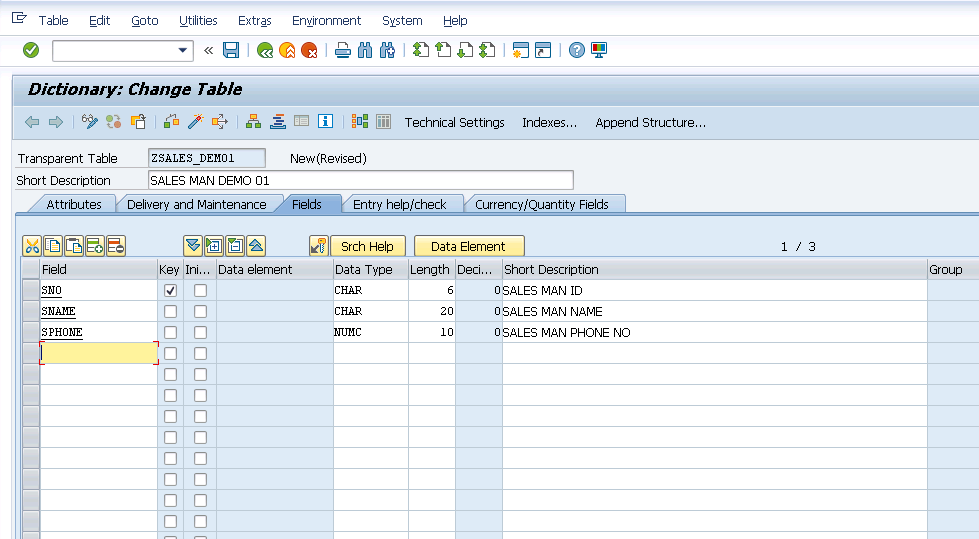 Table Edit Goto Utilities Extras Environment System Help
Dictionary: Change Table
Technical Settings Indexes... Append Structure...
Transparent Table ZSALES_DEMO1 New(Revised)
Short Description SALES MAN DEMO 01
Attributes Delivery and Maintenance Fields Entry help/check Currency/Quantity Fields
Srch Help Data Element 1 / 3
Field Key Ini... Data element Data Type Length Deci... Short Description Group
SNO CHAR 6 0 SALES MAN ID
SNAME CHAR 20 0 SALES MAN NAME
SPHONE NUMC 10 0 SALES MAN PHONE NO